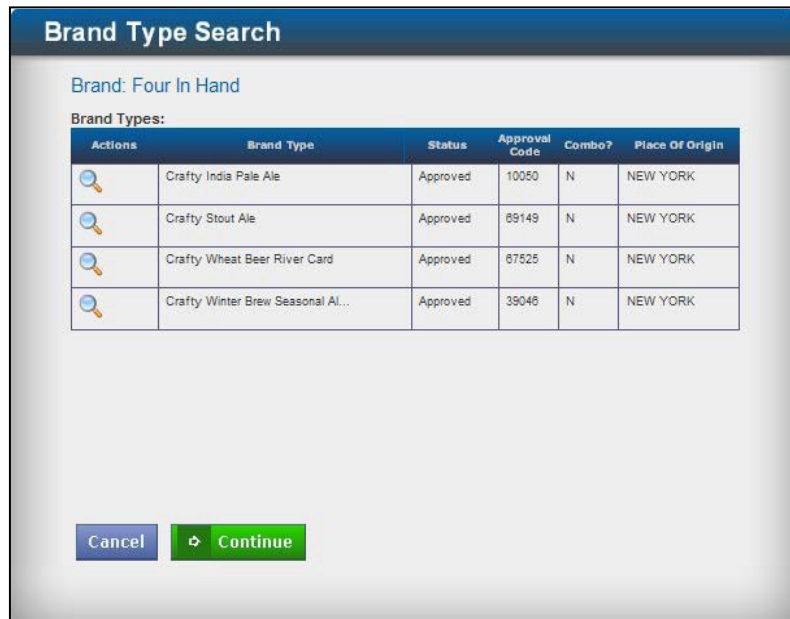 Brand Type Search
Brand: Four In Hand
Brand Types:
Actions Brand Type Status Approval Code Combo? Place Of Origin
Crafty India Pale Ale Approved 10050 N NEW YORK
Crafty Stout Ale Approved 69149 N NEW YORK
Crafty Wheat Beer River Card Approved 67525 N NEW YORK
Crafty Winter Brew Seasonal Al... Approved 39046 N NEW YORK
Cancel Continue